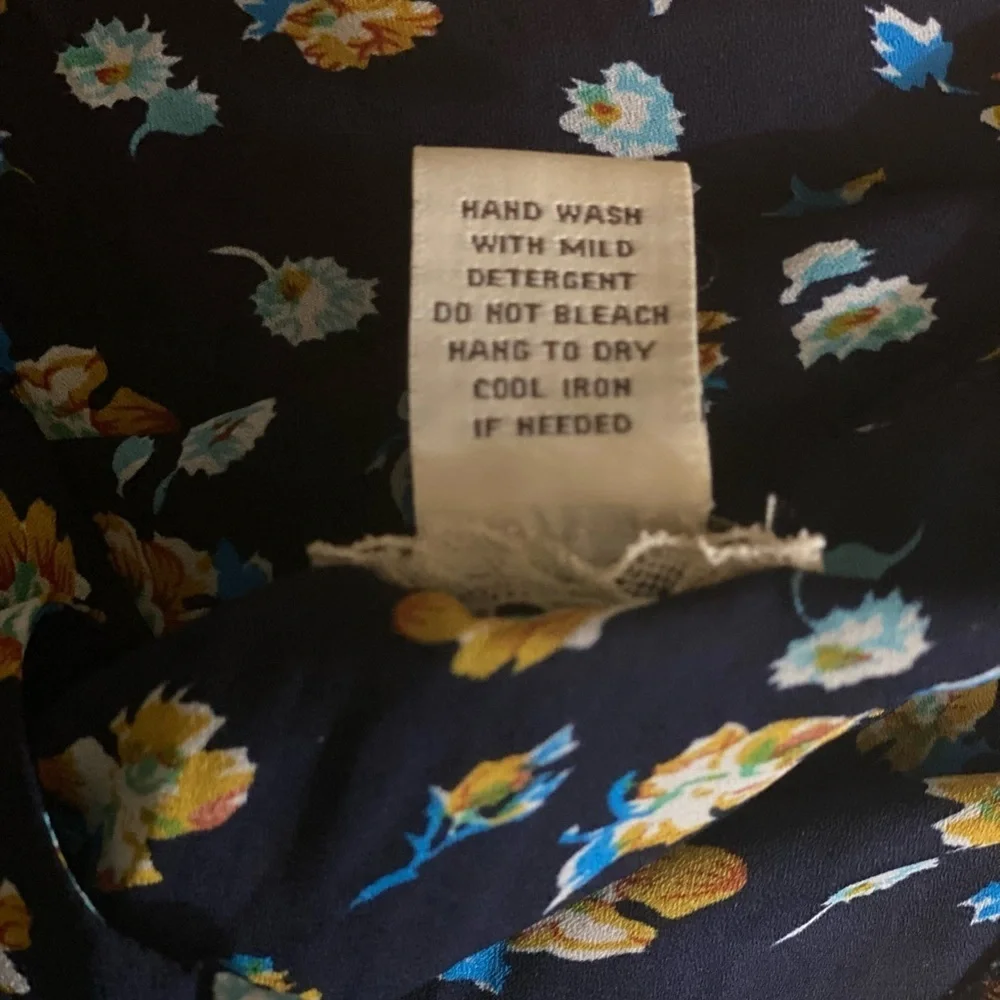 HAND WASH
WITH MILD
DETERGENT
DO NOT BLEACH
HANG TO DRY
COOL IRON
IF NEEDED